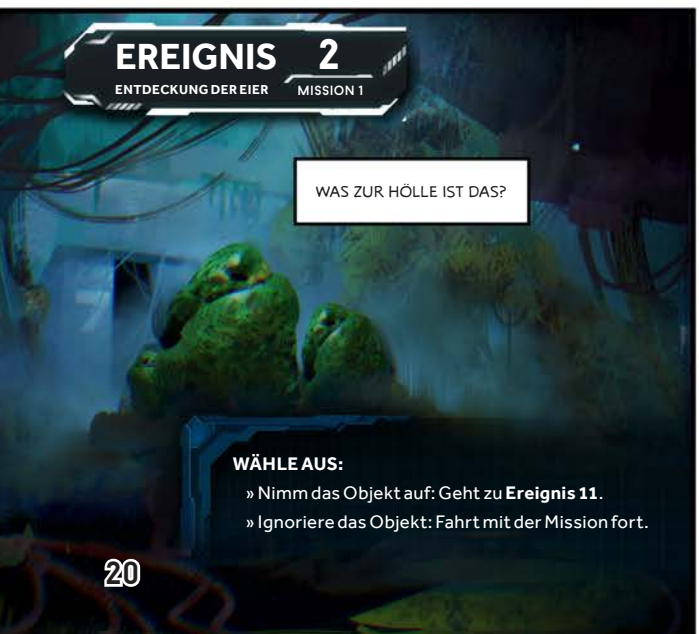 EREIGNIS 2
ENTDECKUNG DER EIER MISSION 1
WAS ZUR HÖLLE IST DAS?
WÄHLE AUS:
» Nimm das Objekt auf: Geht zu Ereignis 11.
» Ignoriere das Objekt: Fahrt mit der Mission fort.
20